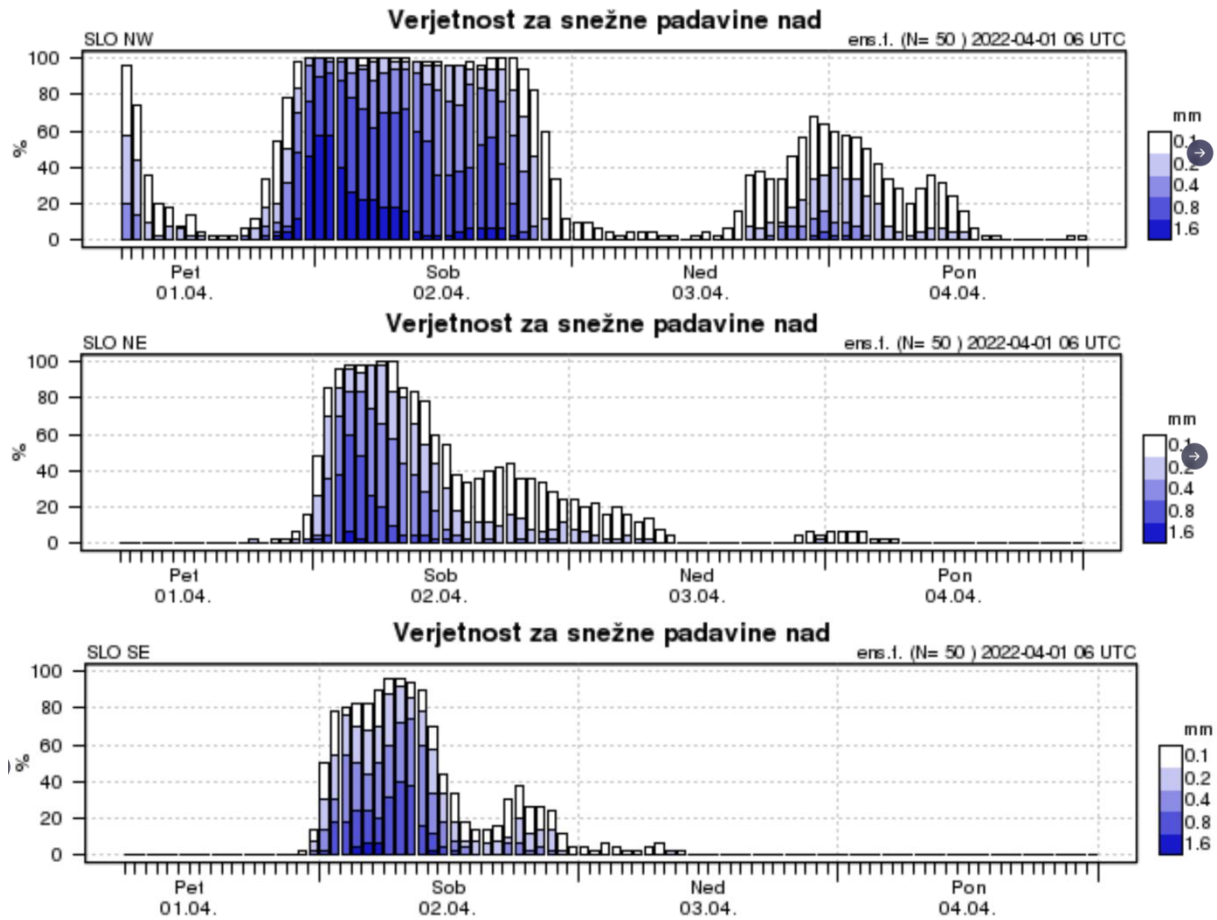 Verjetnost za snežne padavine nad
SLO NW ens.f. (N= 50 ) 2022-04-01 06 UTC
100
80
60
40
20
0
%
mm
0.1
0.2
0.4
0.8
1.6
Pet Sob Ned Pon
01.04. 02.04. 03.04. 04.04.
Verjetnost za snežne padavine nad
SLO NE ens.f. (N= 50 ) 2022-04-01 06 UTC
100
80
60
40
20
0
%
mm
0.1
0.2
0.4
0.8
1.6
Pet Sob Ned Pon
01.04. 02.04. 03.04. 04.04.
Verjetnost za snežne padavine nad
SLO SE ens.f. (N= 50 ) 2022-04-01 06 UTC
100
80
60
40
20
0
%
mm
0.1
0.2
0.4
0.8
1.6
Pet Sob Ned Pon
01.04. 02.04. 03.04. 04.04.